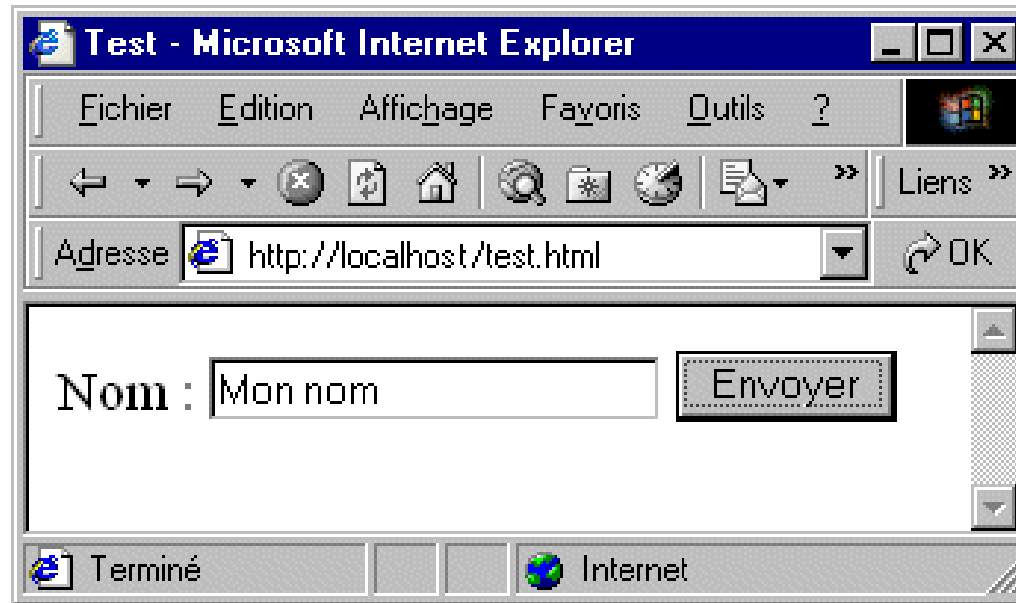 Test - Microsoft Internet Explorer
Fichier Edition Affichage Favoris Outils ?
» Liens »
Adresse http://localhost/test.html OK
Nom : Mon nom Envoyer
Terminé Internet